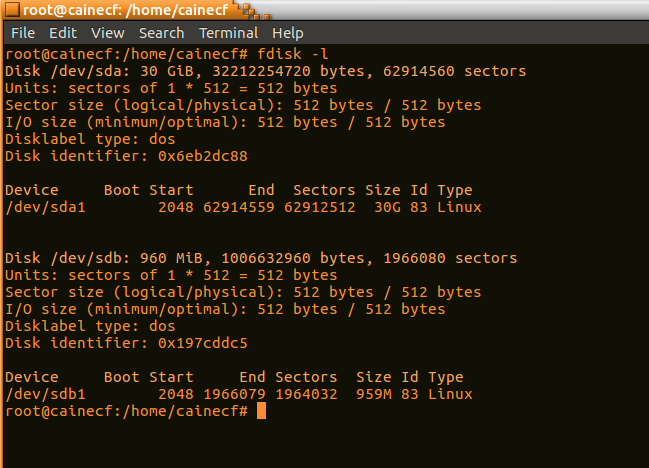 root@cainecf: /home/cainecf
File Edit View Search Terminal Help
root@cainecf:/home/cainecf# fdisk -l
Disk /dev/sda: 30 GiB, 32212254720 bytes, 62914560 sectors
Units: sectors of 1 * 512 = 512 bytes
Sector size (logical/physical): 512 bytes / 512 bytes
I/O size (minimum/optimal): 512 bytes / 512 bytes
Disklabel type: dos
Disk identifier: 0x6eb2dc88
Device Boot Start End Sectors Size Id Type
/dev/sda1 2048 62914559 62912512 30G 83 Linux
Disk /dev/sdb: 960 MiB, 1006632960 bytes, 1966080 sectors
Units: sectors of 1 * 512 = 512 bytes
Sector size (logical/physical): 512 bytes / 512 bytes
I/O size (minimum/optimal): 512 bytes / 512 bytes
Disklabel type: dos
Disk identifier: 0x197cddc5
Device Boot Start End Sectors Size Id Type
/dev/sdb1 2048 1966079 1964032 959M 83 Linux
root@cainecf:/home/cainecf#